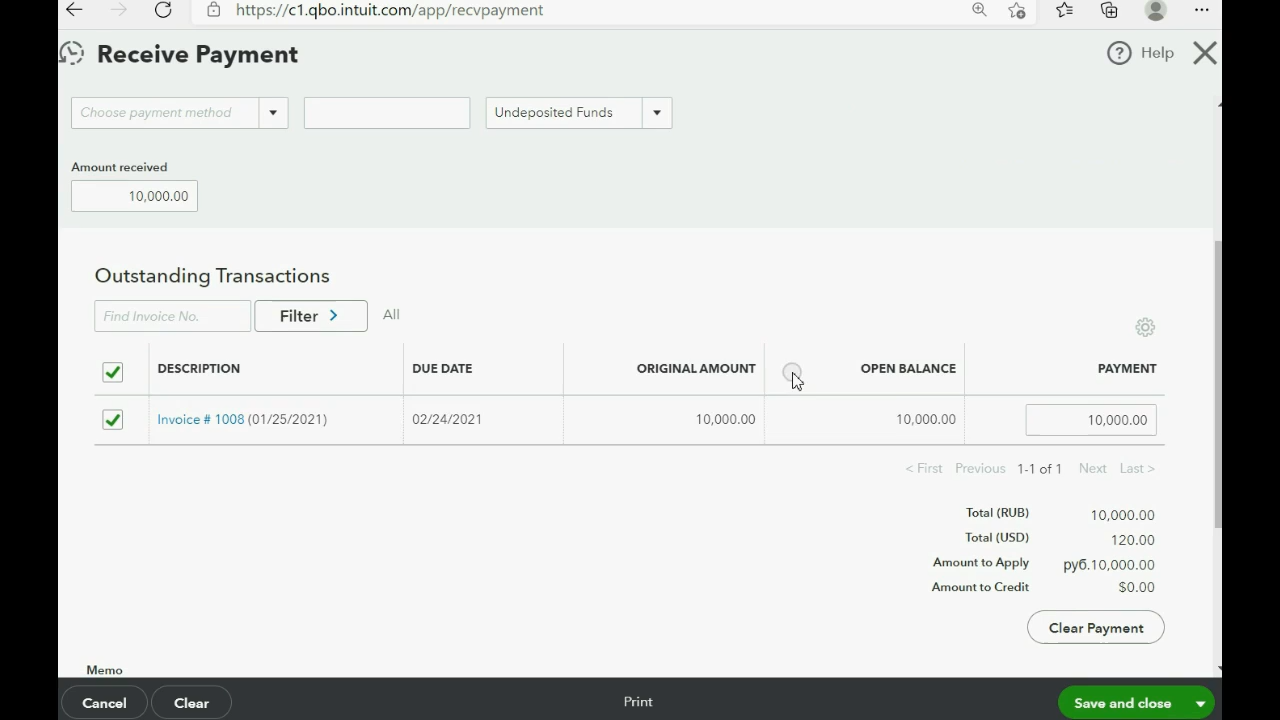 https://c1.qbo.intuit.com/app/recvpayment
Receive Payment
Help
Choose payment method
Undeposited Funds
Amount received
10,000.00
Outstanding Transactions
Find Invoice No.
Filter
All
DESCRIPTION DUE DATE ORIGINAL AMOUNT OPEN BALANCE PAYMENT
Invoice # 1008 (01/25/2021) 02/24/2021 10,000.00 10,000.00 10,000.00
< First Previous 1-1 of 1 Next Last >
Total (RUB) 10,000.00
Total (USD) 120.00
Amount to Apply руб.10,000.00
Amount to Credit $0.00
Clear Payment
Memo
Cancel Clear Print Save and close